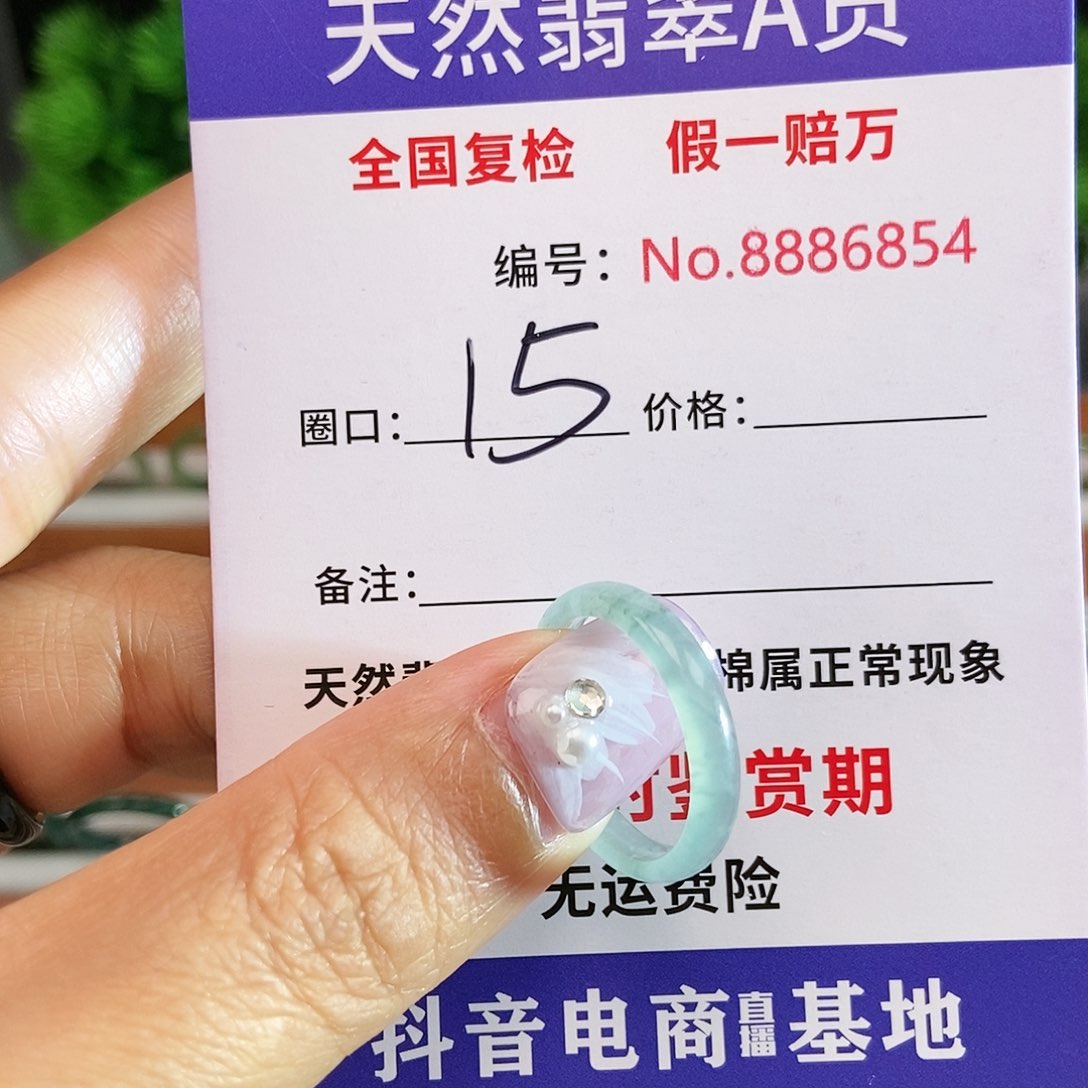 天然翡翠A货
全国复检 假一赔万
编号：No.8886854
圈口：15 价格：
备注：
天然 棉属正常现象
赏期
无运费险
抖音电商直播基地